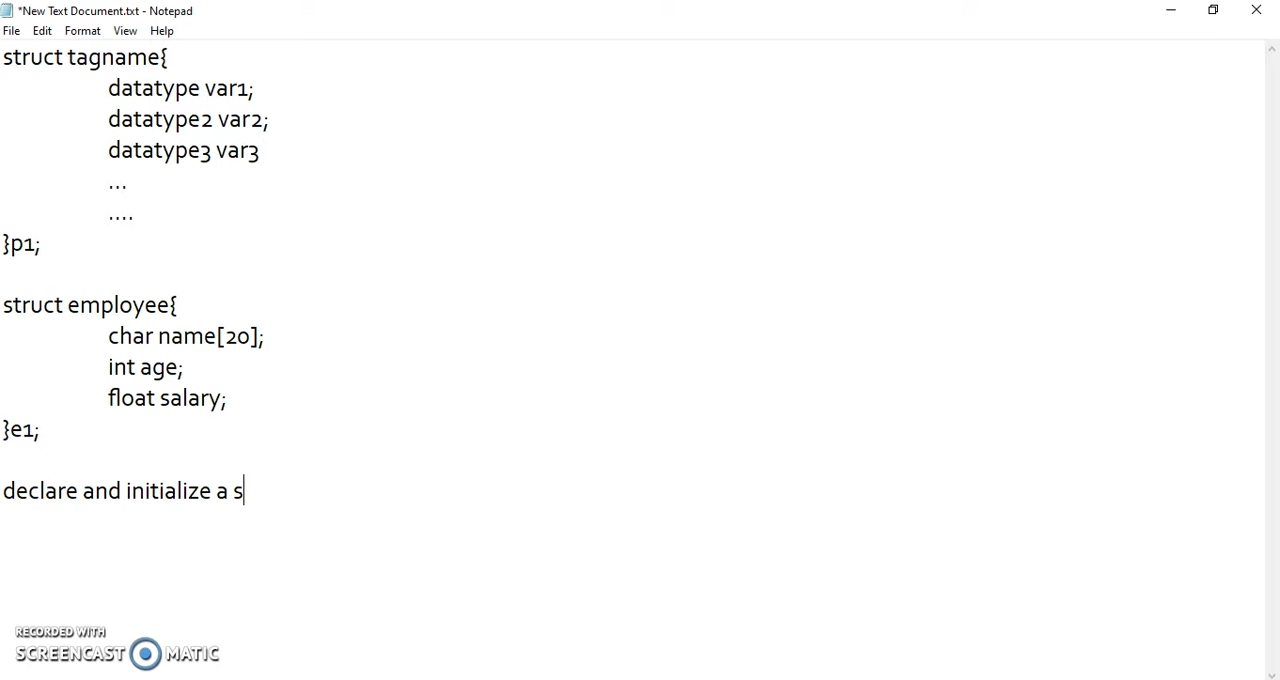 *New Text Document.txt - Notepad
File Edit Format View Help
struct tagname{
datatype var1;
datatype2 var2;
datatype3 var3
...
....
}p1;
struct employee{
char name[20];
int age;
float salary;
}e1;
declare and initialize a s
RECORDED WITH
SCREENCAST MATIC